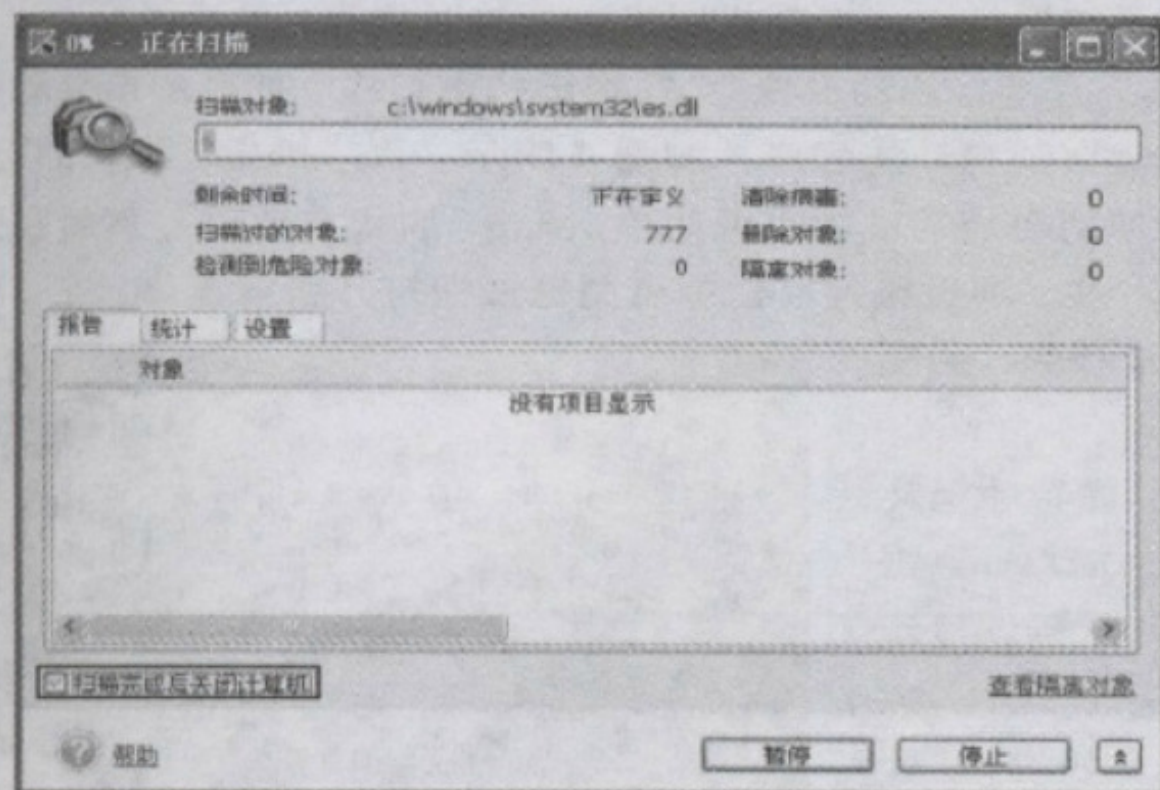 0% - 正在扫描
扫描对象: c:\windows\system32\es.dll
剩余时间: 正在定义 清除病毒: 0
扫描过的对象: 777 删除对象: 0
检测到危险对象: 0 隔离对象: 0
报告 统计 设置
对象
没有项目显示
扫描完成后关闭计算机
查看隔离对象
帮助 暂停 停止